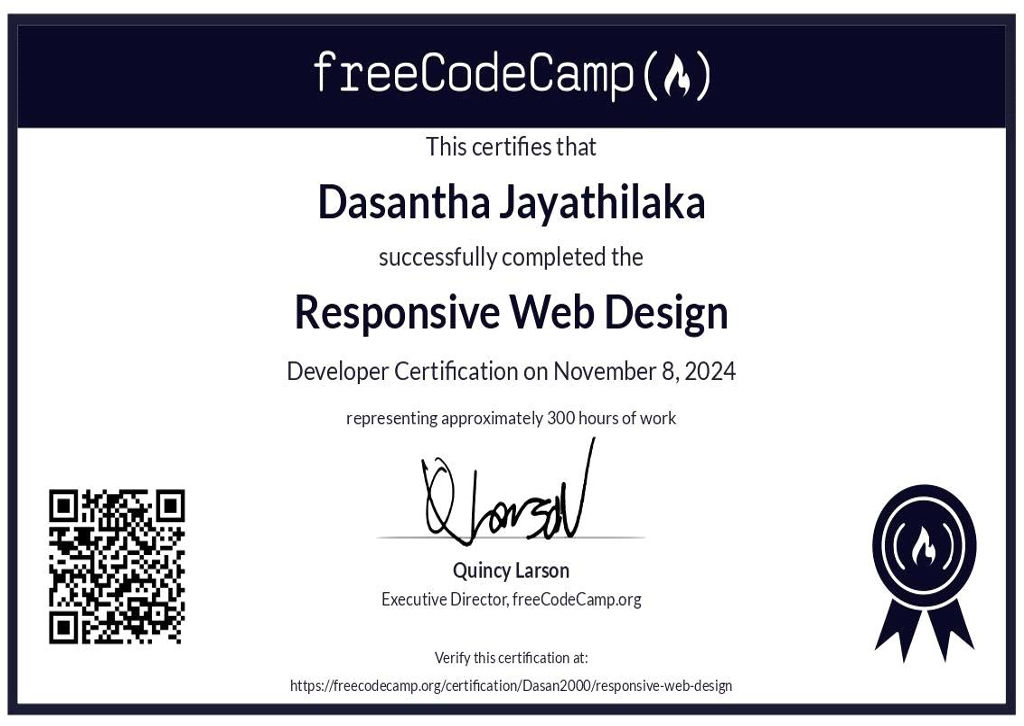 freeCodeCamp
This certifies that
Dasantha Jayathilaka
successfully completed the
Responsive Web Design
Developer Certification on November 8, 2024
representing approximately 300 hours of work
Q Larson
Quincy Larson
Executive Director, freeCodeCamp.org
Verify this certification at:
https://freecodecamp.org/certification/Dasan2000/responsive-web-design